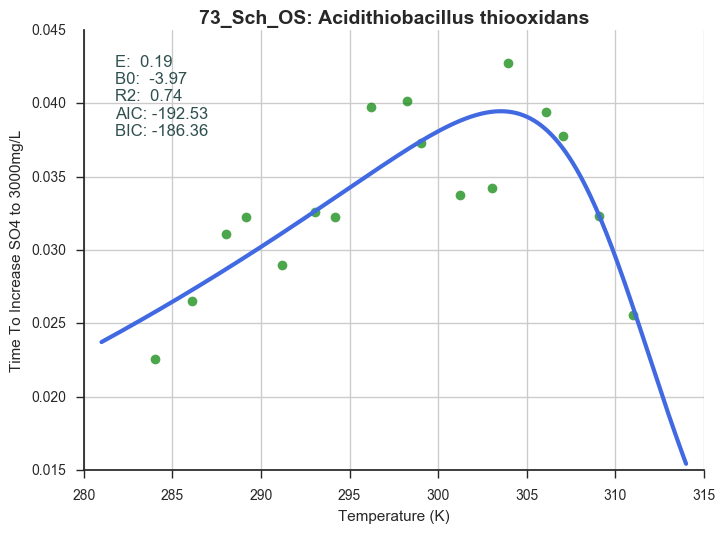 73_Sch_OS: Acidithiobacillus thiooxidans
E:  0.19
B0:  -3.97
R2:  0.74
AIC: -192.53
BIC: -186.36
Time To Increase SO4 to 3000mg/L
0.045
0.040
0.035
0.030
0.025
0.020
0.015
280 285 290 295 300 305 310 315
Temperature (K)